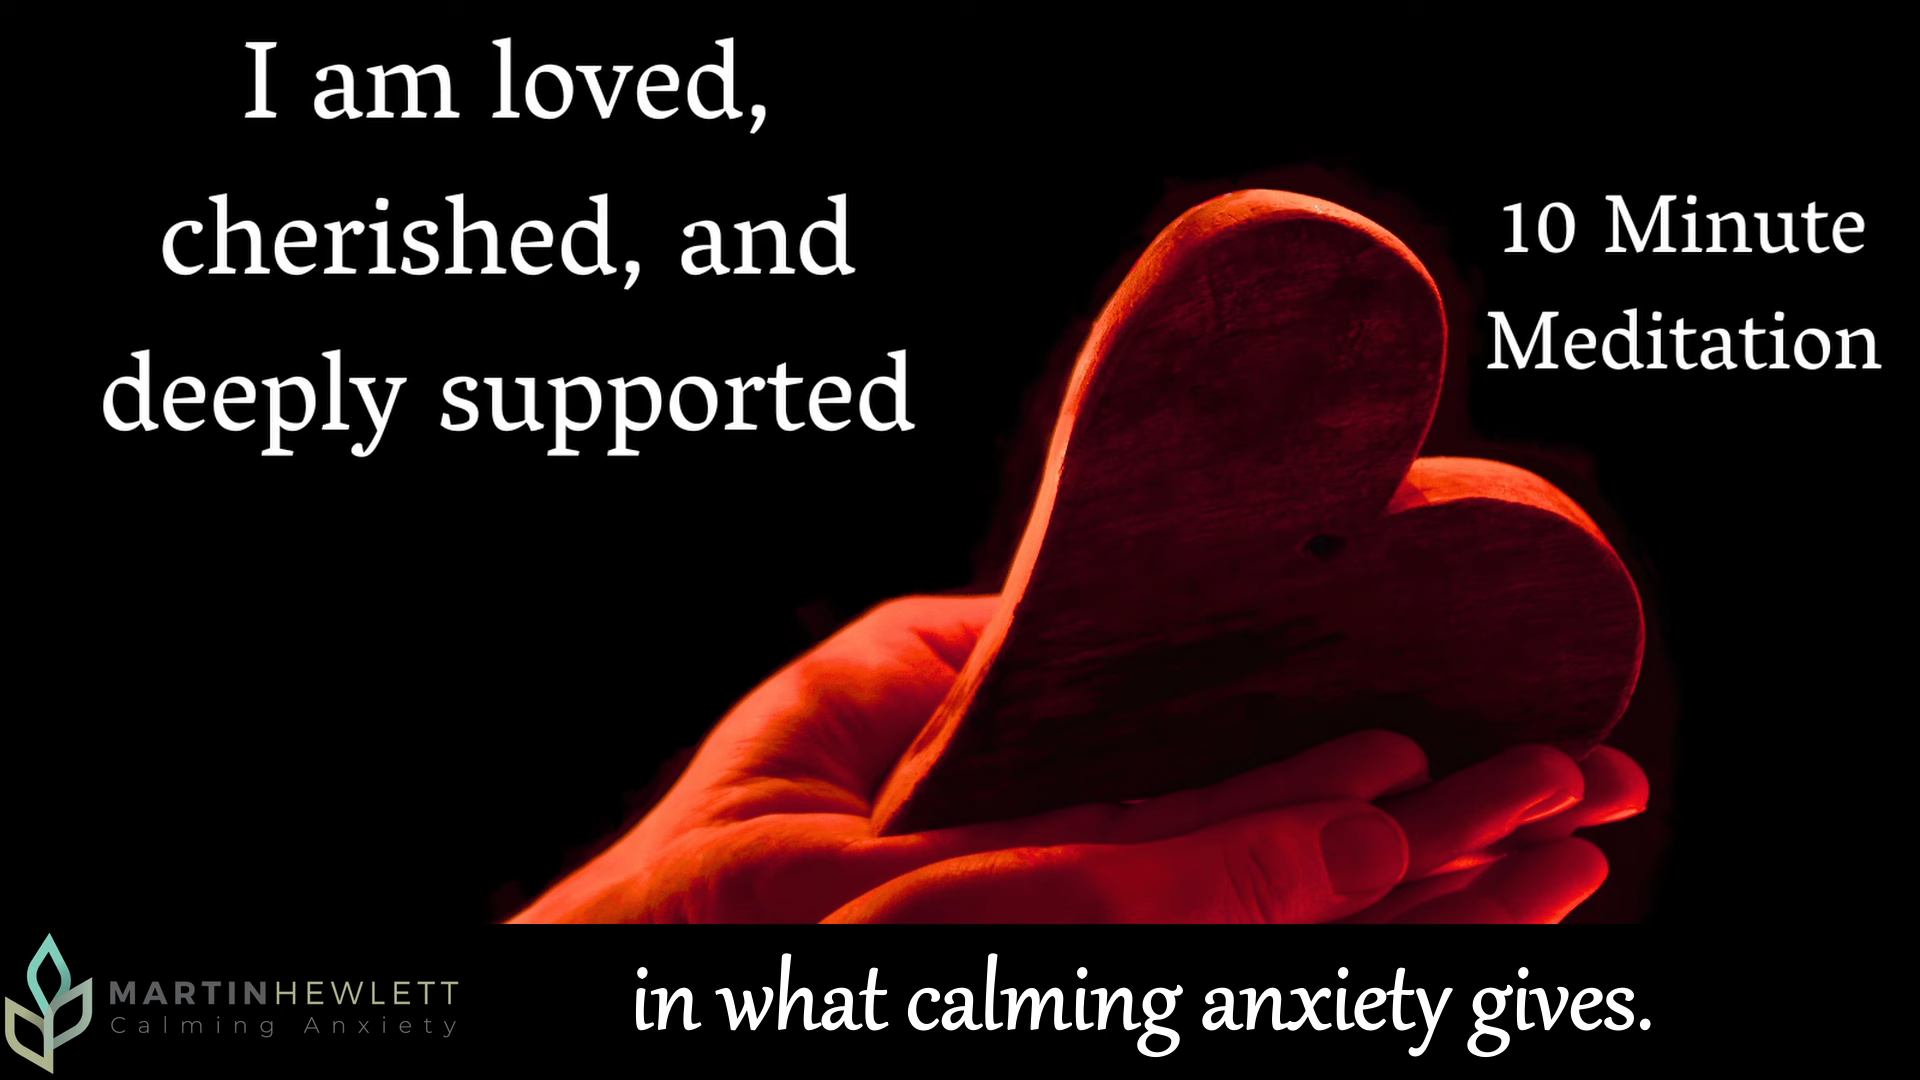 I am loved,
cherished, and
deeply supported
10 Minute
Meditation
MARTINHEWLETT
Calming Anxiety
in what calming anxiety gives.